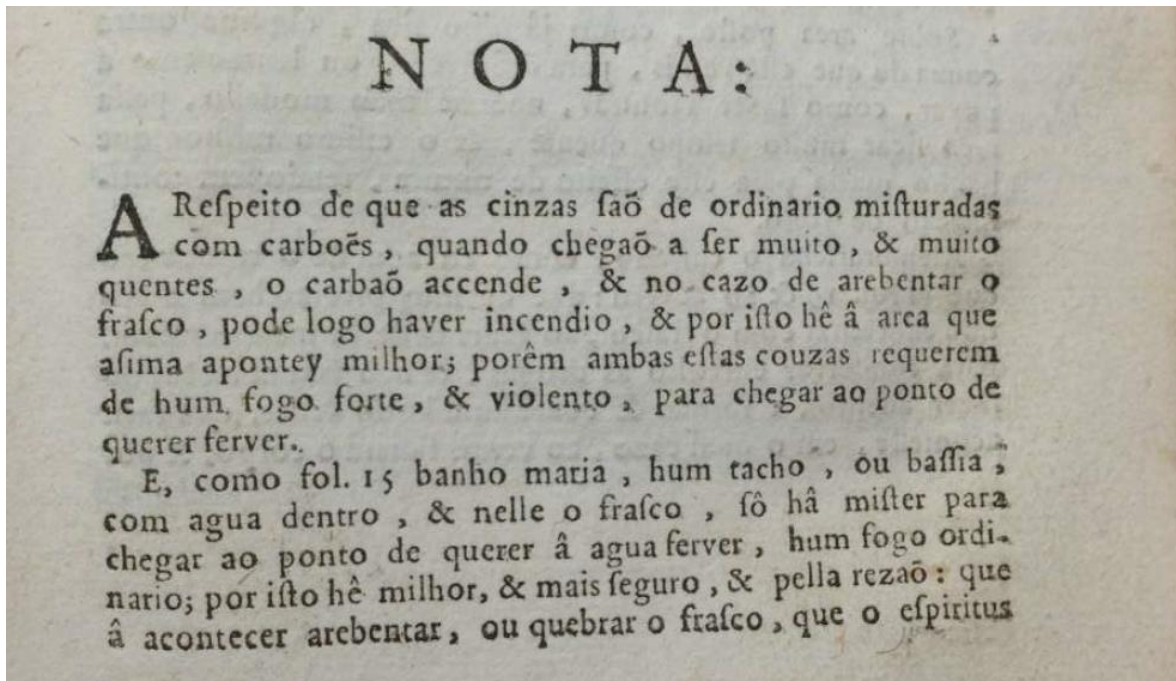 NOTA:
A Reſpeito de que as cinzas ſaõ de ordinario miſturadas
com carboẽs, quando chegaõ a ſer muito, & muito
quentes, o carbaõ accende, & no cazo de arebentar o
fraſco, pode logo haver incendio, & por iſto hê â area que
aſima apontey milhor; porêm ambas eſtas couzas requerem
de hum fogo forte, & violento, para chegar ao ponto de
querer ferver.
E, como fol. 15 banho maria, hum tacho, ou baſſia,
com agua dentro, & nelle o fraſco, ſô hâ miſter para
chegar ao ponto de querer â agua ferver, hum fogo ordi-
nario; por iſto hê milhor, & mais ſeguro, & pella rezaõ: que
â acontecer arebentar, ou quebrar o fraſco, que o eſpiritus